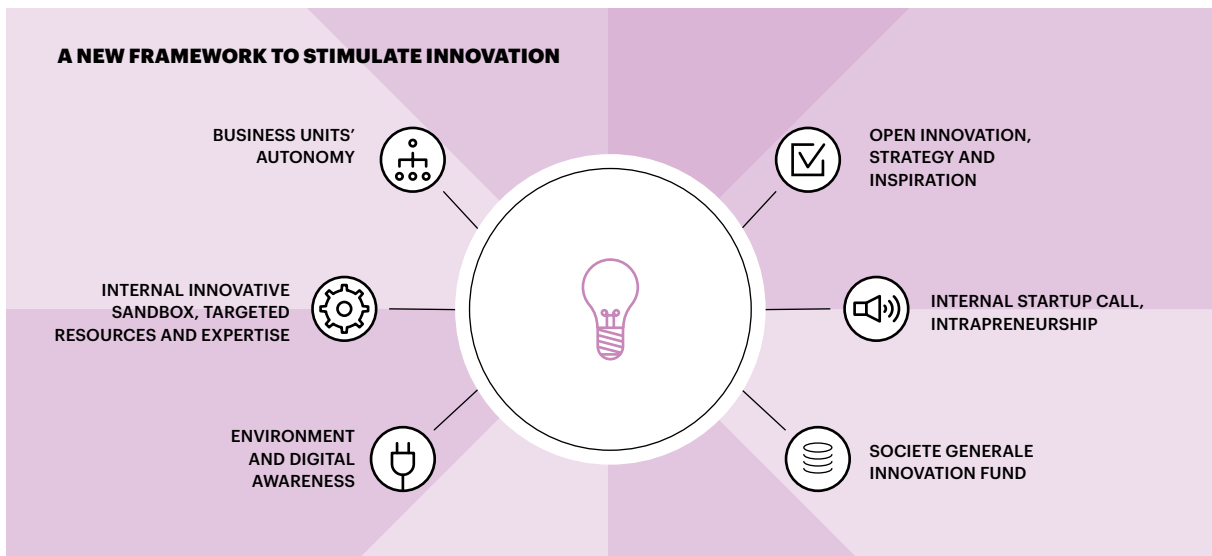 A NEW FRAMEWORK TO STIMULATE INNOVATION
BUSINESS UNITS’
AUTONOMY
OPEN INNOVATION,
STRATEGY AND
INSPIRATION
INTERNAL INNOVATIVE
SANDBOX, TARGETED
RESOURCES AND EXPERTISE
INTERNAL STARTUP CALL,
INTRAPRENEURSHIP
ENVIRONMENT
AND DIGITAL
AWARENESS
SOCIETE GENERALE
INNOVATION FUND